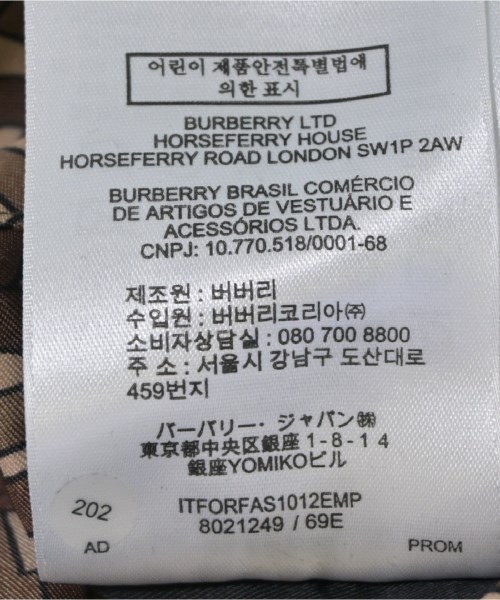 어린이 제품안전특별법에
의한 표시
BURBERRY LTD
HORSEFERRY HOUSE
HORSEFERRY ROAD LONDON SW1P 2AW
BURBERRY BRASIL COMÉRCIO
DE ARTIGOS DE VESTUÁRIO E
ACESSÓRIOS LTDA.
CNPJ: 10.770.518/0001-68
제조원 : 버버리
수입원 : 버버리코리아㈜
소비자상담실 : 080 700 8800
주 소 : 서울시 강남구 도산대로
459번지
バーバリー・ジャパン㈱
東京都中央区銀座1-8-14
銀座YOMIKOビル
202
ITFORFAS1012EMP
8021249 / 69E
AD
PROM